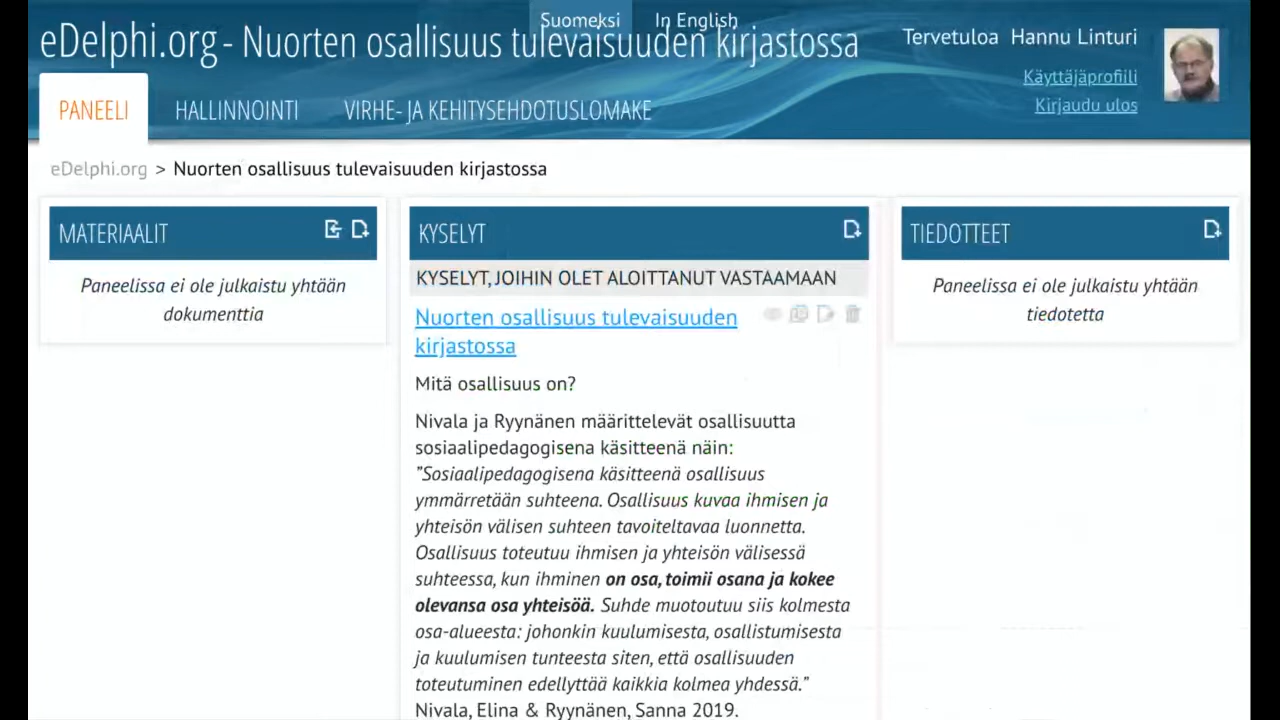 Suomeksi In English
eDelphi.org - Nuorten osallisuus tulevaisuuden kirjastossa
Tervetuloa Hannu Linturi
Käyttäjäprofiili
Kirjaudu ulos
PANEELI HALLINNOINTI VIRHE- JA KEHITYSEHDOTUSLOMAKE
eDelphi.org > Nuorten osallisuus tulevaisuuden kirjastossa
MATERIAALIT
Paneelissa ei ole julkaistu yhtään
dokumenttia
KYSELYT
KYSELYT, JOIHIN OLET ALOITTANUT VASTAAMAAN
Nuorten osallisuus tulevaisuuden
kirjastossa
Mitä osallisuus on?
Nivala ja Ryynänen määrittelevät osallisuutta
sosiaalipedagogisena käsitteenä näin:
”Sosiaalipedagogisena käsitteenä osallisuus
ymmärretään suhteena. Osallisuus kuvaa ihmisen ja
yhteisön välisen suhteen tavoiteltavaa luonnetta.
Osallisuus toteutuu ihmisen ja yhteisön välisessä
suhteessa, kun ihminen on osa, toimii osana ja kokee
olevansa osa yhteisöä. Suhde muotoutuu siis kolmesta
osa-alueesta: johonkin kuulumisesta, osallistumisesta
ja kuulumisen tunteesta siten, että osallisuuden
toteutuminen edellyttää kaikkia kolmea yhdessä.”
Nivala, Elina & Ryynänen, Sanna 2019.
TIEDOTTEET
Paneelissa ei ole julkaistu yhtään
tiedotetta